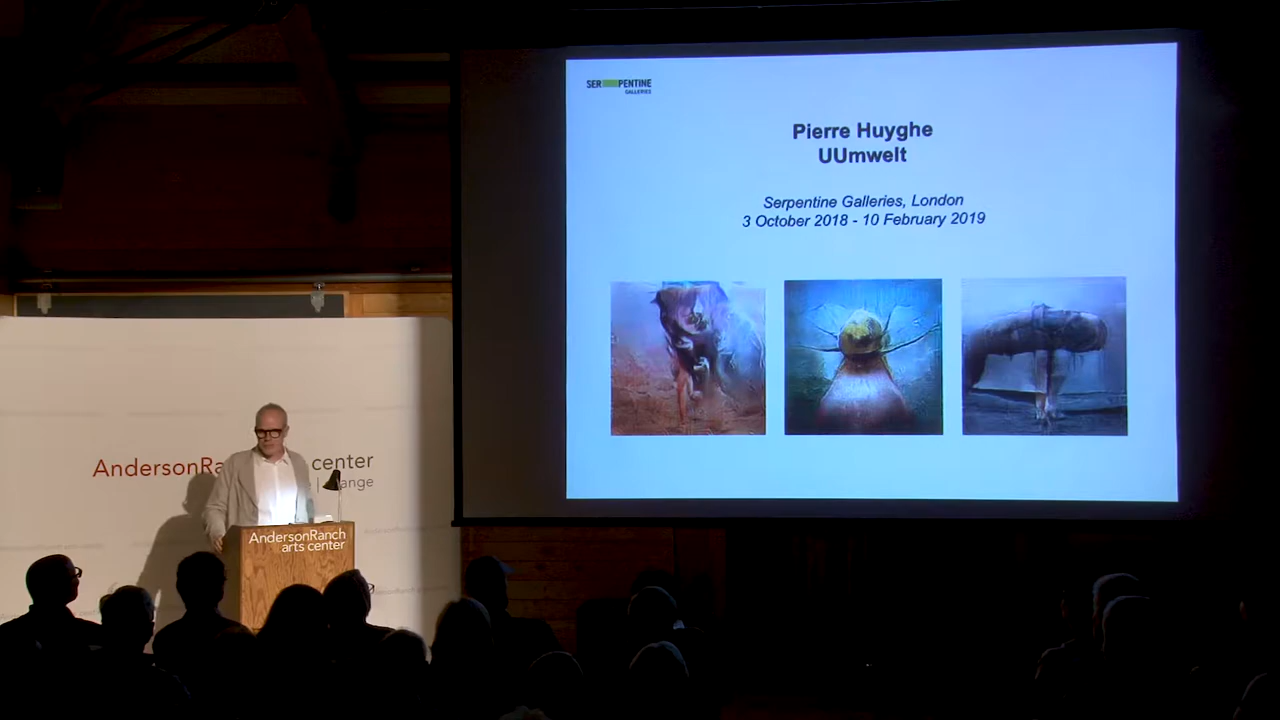 SERPENTINE
GALLERIES
Pierre Huyghe
UUmwelt
Serpentine Galleries, London
3 October 2018 - 10 February 2019
AndersonRa center
ange
AndersonRanch
arts center